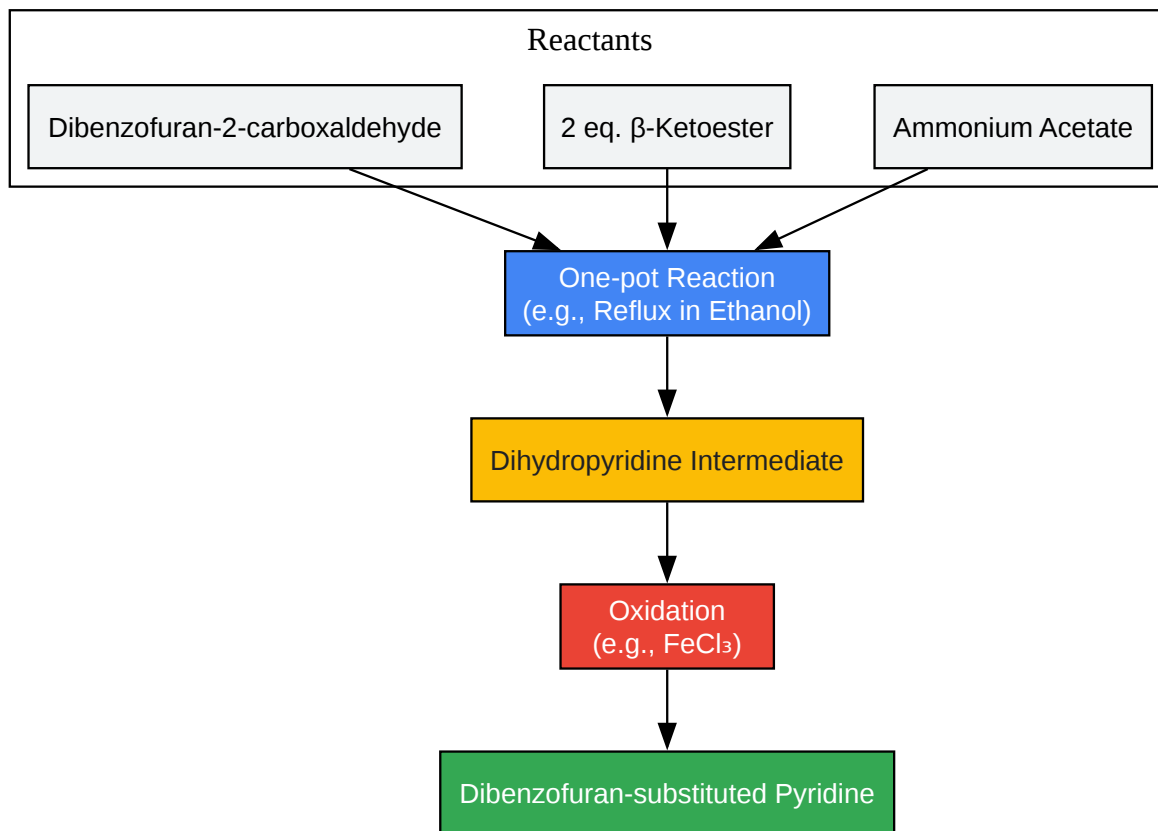 Reactants
Dibenzofuran-2-carboxaldehyde
2 eq. β-Ketoester
Ammonium Acetate
One-pot Reaction
(e.g., Reflux in Ethanol)
Dihydropyridine Intermediate
Oxidation
(e.g., FeCl₃)
Dibenzofuran-substituted Pyridine